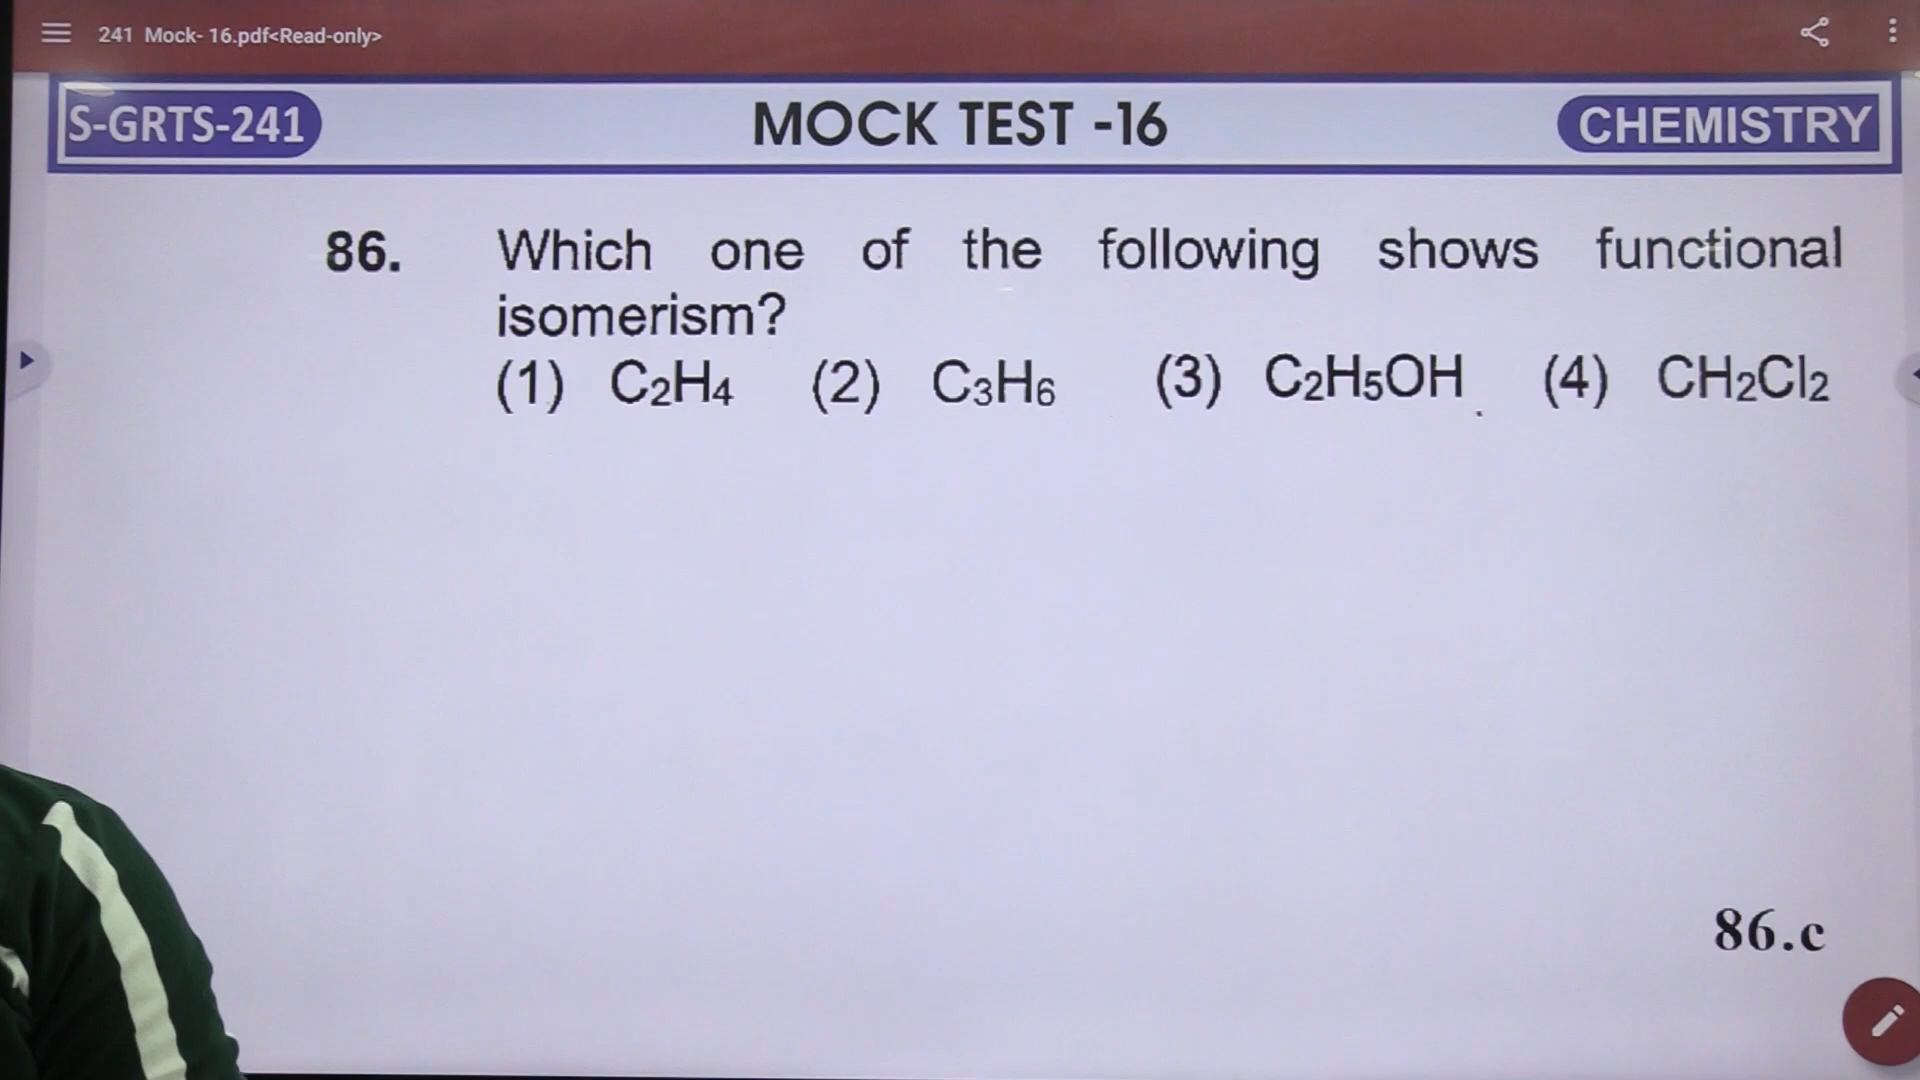 241 Mock- 16.pdf<Read-only>
S-GRTS-241
MOCK TEST -16
CHEMISTRY
86. Which one of the following shows functional
isomerism?
(1) C₂H₄ (2) C₃H₆ (3) C₂H₅OH (4) CH₂Cl₂
86.c